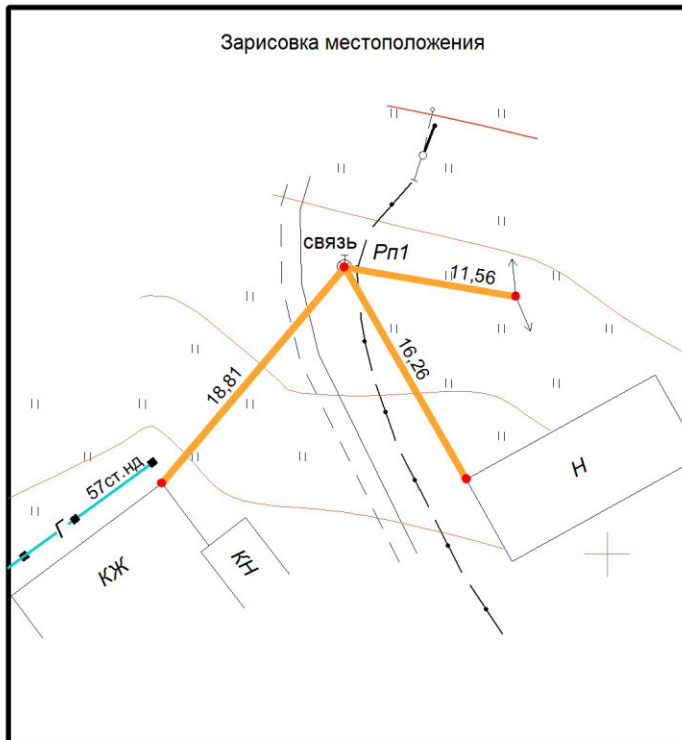 Зарисовка местоположения
связь
Рп1
11,56
16,26
18,81
57ст.нд
Г
Н
КЖ
КН